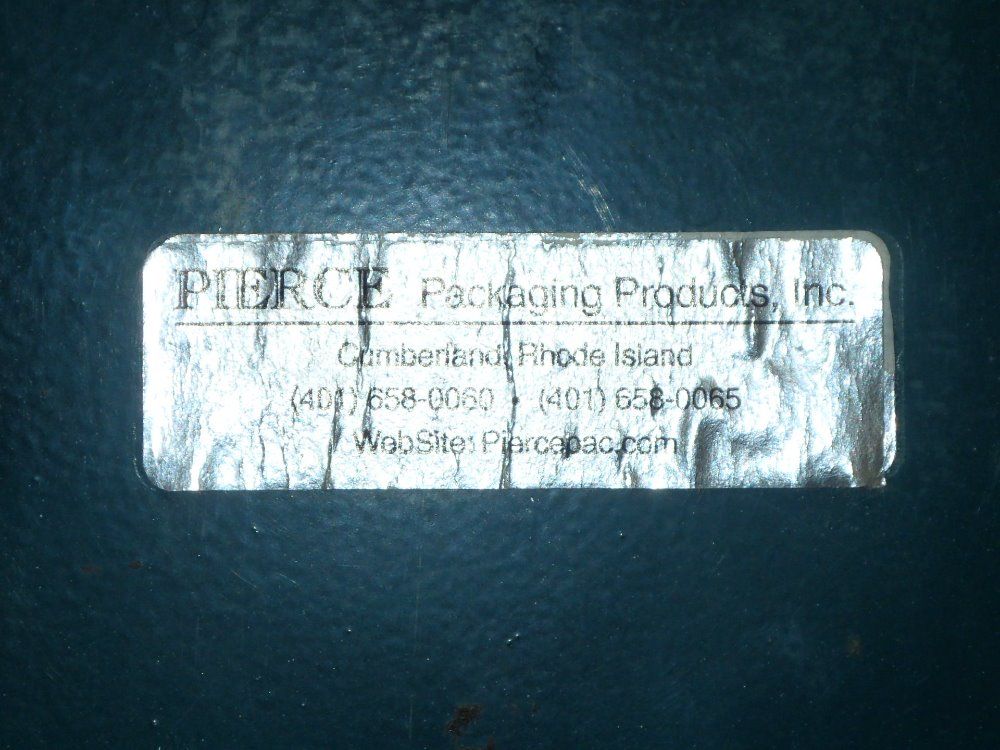 PIERCE Packaging Products, Inc.
Cumberland, Rhode Island
(401) 658-0060 • (401) 658-0065
WebSite: Piercepac.com